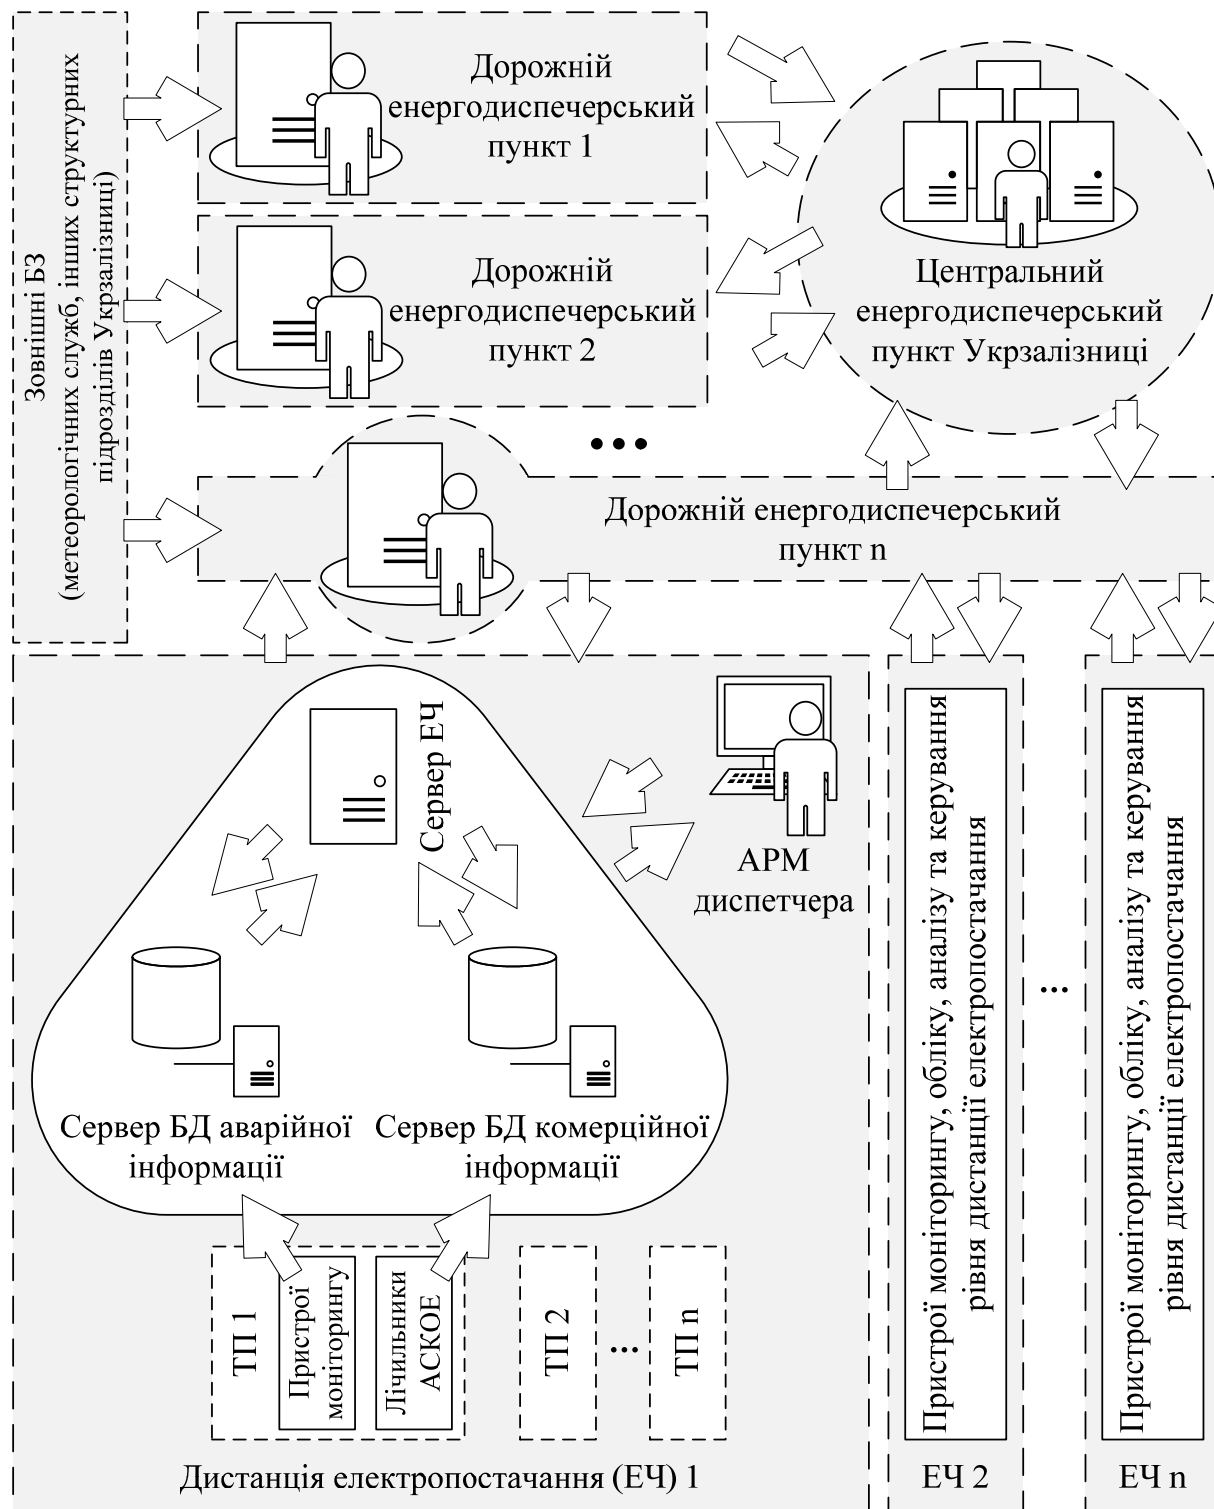 Зовнішні БЗ
(метеорологічних служб, інших структурних
підрозділів Укрзалізниці)
Дорожній
енергодиспечерський
пункт 1
Дорожній
енергодиспечерський
пункт 2
Центральний
енергодиспечерський
пункт Укрзалізниці
...
Дорожній енергодиспечерський
пункт n
Сервер ЕЧ
АРМ
диспетчера
Сервер БД аварійної
інформації
Сервер БД комерційної
інформації
ТП 1
Пристрої
моніторингу
Лічильники
АСКОЕ
ТП 2
...
ТП n
Дистанція електропостачання (ЕЧ) 1
Пристрої моніторингу, обліку, аналізу та керування
рівня дистанції електропостачання
ЕЧ 2
...
Пристрої моніторингу, обліку, аналізу та керування
рівня дистанції електропостачання
ЕЧ n